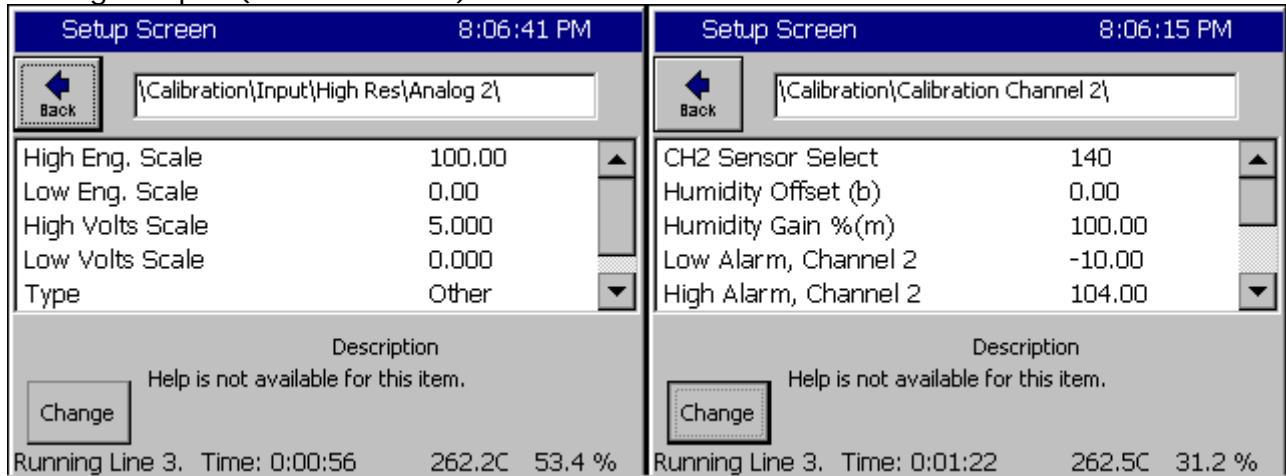 Setup Screen 8:06:41 PM
Back
\Calibration\Input\High Res\Analog 2\
High Eng. Scale 100.00
Low Eng. Scale 0.00
High Volts Scale 5.000
Low Volts Scale 0.000
Type Other
Description
Help is not available for this item.
Change
Running Line 3. Time: 0:00:56 262.2C 53.4 %
Setup Screen 8:06:15 PM
Back
\Calibration\Calibration Channel 2\
CH2 Sensor Select 140
Humidity Offset (b) 0.00
Humidity Gain %(m) 100.00
Low Alarm, Channel 2 -10.00
High Alarm, Channel 2 104.00
Description
Help is not available for this item.
Change
Running Line 3. Time: 0:01:22 262.5C 31.2 %